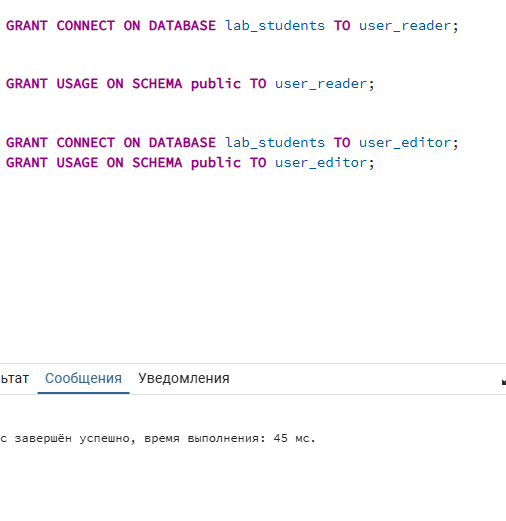 GRANT CONNECT ON DATABASE lab_students TO user_reader;
GRANT USAGE ON SCHEMA public TO user_reader;
GRANT CONNECT ON DATABASE lab_students TO user_editor;
GRANT USAGE ON SCHEMA public TO user_editor;
ьтат Сообщения Уведомления
с завершён успешно, время выполнения: 45 мс.